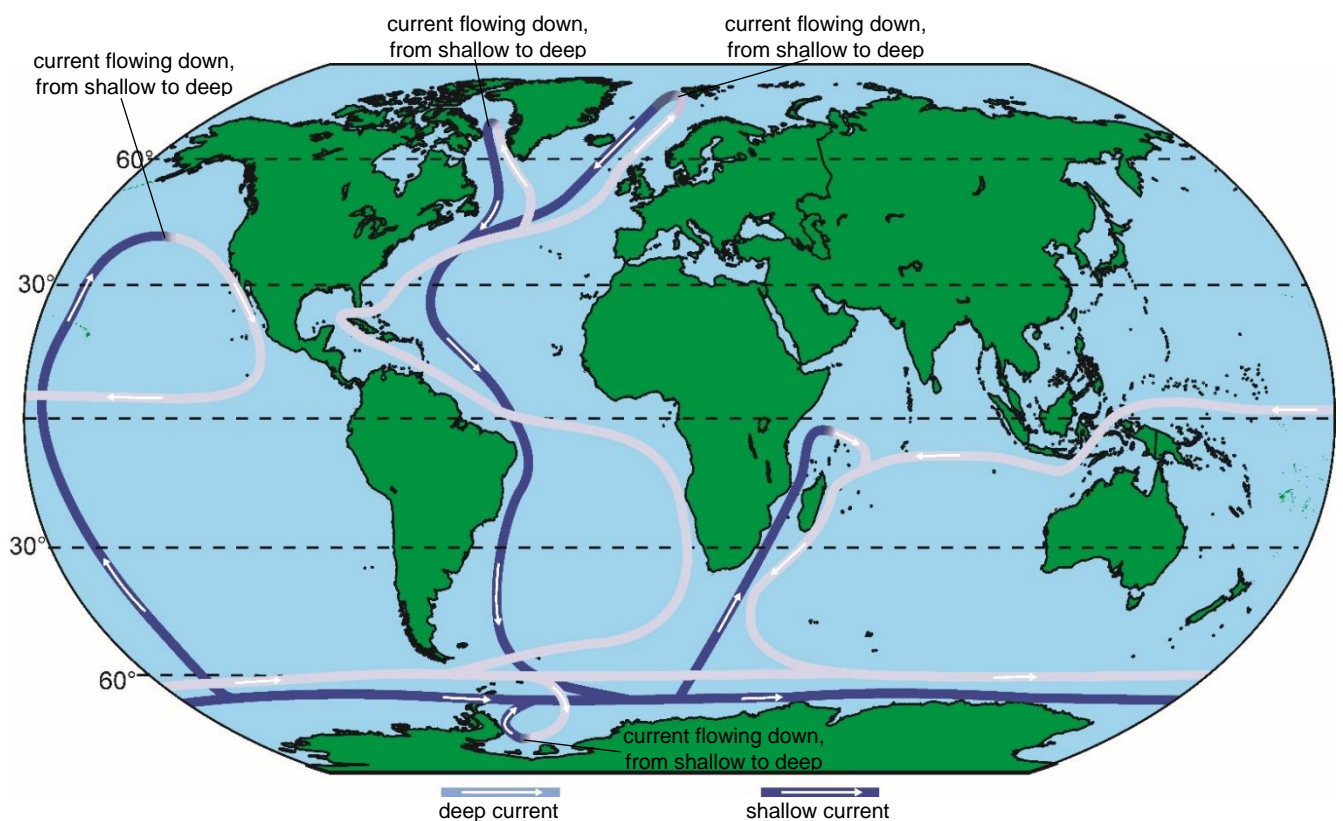 current flowing down,
from shallow to deep
current flowing down,
from shallow to deep
current flowing down,
from shallow to deep
60°
30°
30°
60°
current flowing down,
from shallow to deep
deep current
shallow current